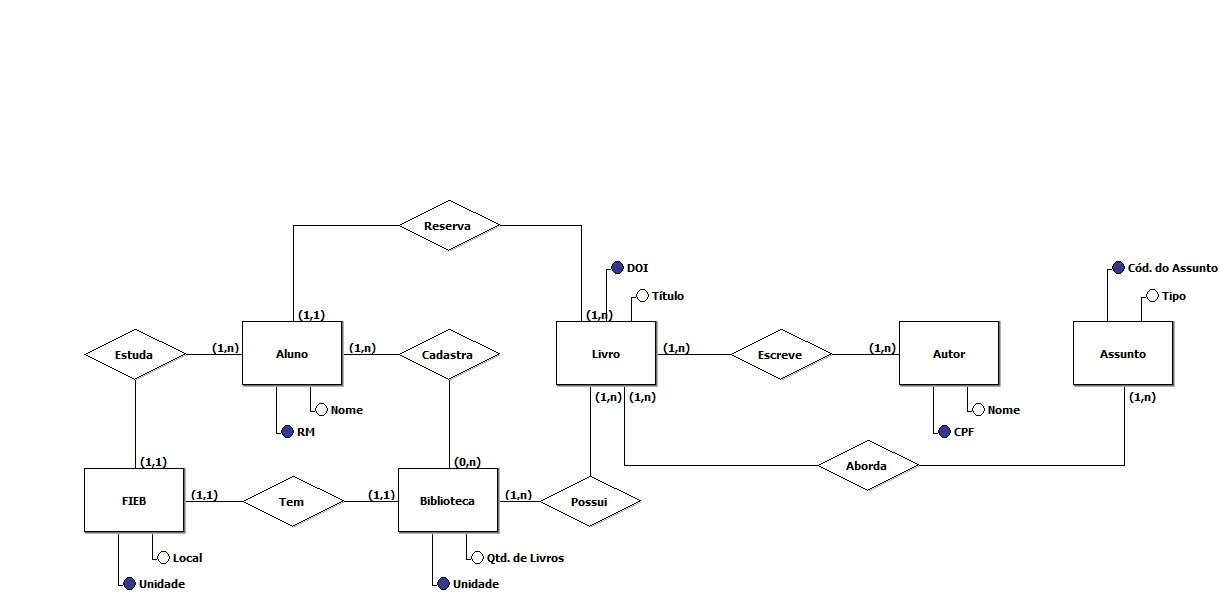 Reserva
DOI
Cód. do Assunto
Título
Tipo
(1,1)
(1,n)
Estuda
(1,n)
Aluno
(1,n)
Cadastra
Livro
(1,n)
Escreve
(1,n)
Autor
Assunto
(1,n)
(1,n)
(1,n)
Nome
Nome
RM
CPF
(1,1)
(0,n)
Aborda
FIEB
(1,1)
Tem
(1,1)
Biblioteca
(1,n)
Possui
Local
Qtd. de Livros
Unidade
Unidade